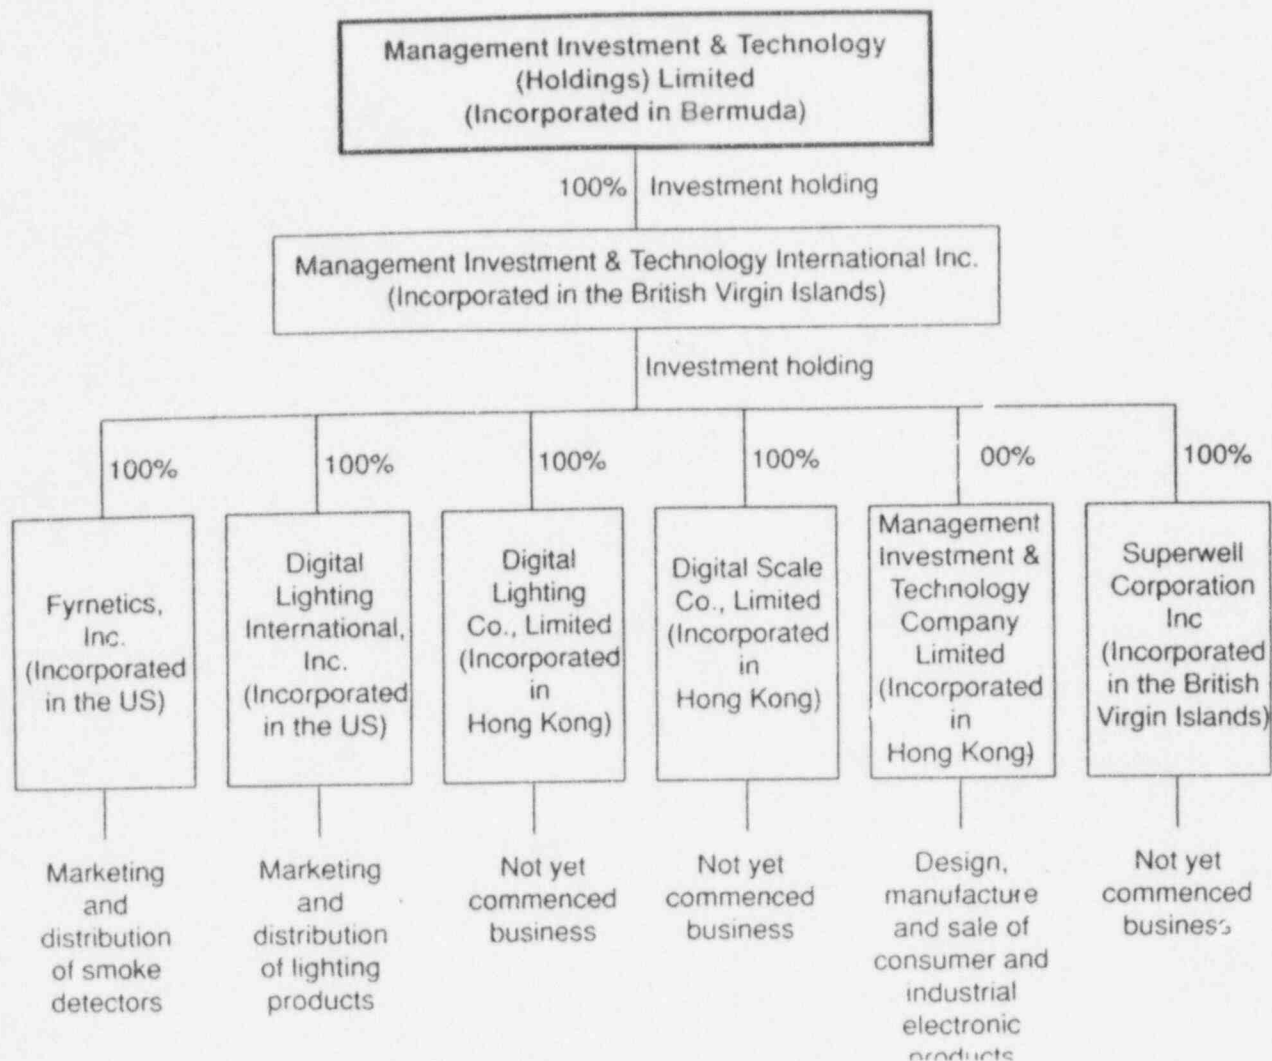 Management Investment & Technology
(Holdings) Limited
(Incorporated in Bermuda)
100% Investment holding
Management Investment & Technology International Inc.
(Incorporated in the British Virgin Islands)
Investment holding
100%
100%
100%
100%
00%
100%
Fyrnetics,
Inc.
(Incorporated
in the US)
Digital
Lighting
International,
Inc.
(Incorporated
in the US)
Digital
Lighting
Co., Limited
(Incorporated
in
Hong Kong)
Digital Scale
Co., Limited
(Incorporated
in
Hong Kong)
Management
Investment &
Technology
Company
Limited
(Incorporated
in
Hong Kong)
Superwell
Corporation
Inc
(Incorporated
in the British
Virgin Islands)
Marketing
and
distribution
of smoke
detectors
Marketing
and
distribution
of lighting
products
Not yet
commenced
business
Not yet
commenced
business
Design,
manufacture
and sale of
consumer and
industrial
electronic
products
Not yet
commenced
business